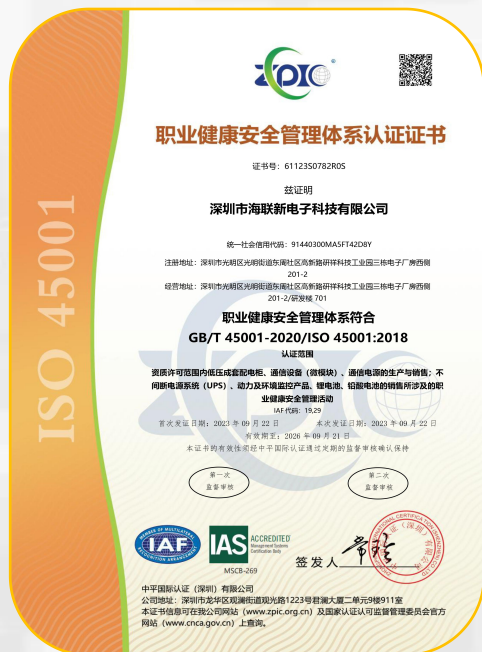 ZPIC
职业健康安全管理体系认证证书
证书号：61123S0782R0S
兹证明
深圳市海联新电子科技有限公司
统一社会信用代码：91440300MA5FT42D8Y
注册地址：深圳市光明区光明街道东周社区高新路研祥科技工业园三栋电子厂房西侧
201-2
经营地址：深圳市光明区光明街道东周社区高新路研祥科技工业园三栋电子厂房西侧
201-2/研发楼 701
职业健康安全管理体系符合
GB/T 45001-2020/ISO 45001:2018
认证范围
资质许可范围内低压成套配电柜、通信设备（微模块）、通信电源的生产与销售；不
间断电源系统（UPS）、动力及环境监控产品、锂电池、铅酸电池的销售所涉及的职
业健康安全管理活动
IAF 代码：19,29
首次发证日期：2023 年 09 月 22 日 本次发证日期：2023 年 09 月 22 日
有效期至：2026 年 09 月 21 日
本证书的有效性须经中平国际认证通过定期的监督审核确认保持
第一次
监督审核
第二次
监督审核
ISO 45001
MEMBER OF MULTILATERAL
IAF
RECOGNITION ARRANGEMENT
IAS
ACCREDITED
Management Systems
Certification Body
MSCB-269
签发人
中平国际认证（深圳）有限公司
公司地址：深圳市龙华区观澜街道观光路1223号君澜大厦二单元9楼911室
本证书信息可在我公司网站（www.zpic.org.cn）及国家认证认可监督管理委员会官方
网站（www.cnca.gov.cn）上查询。